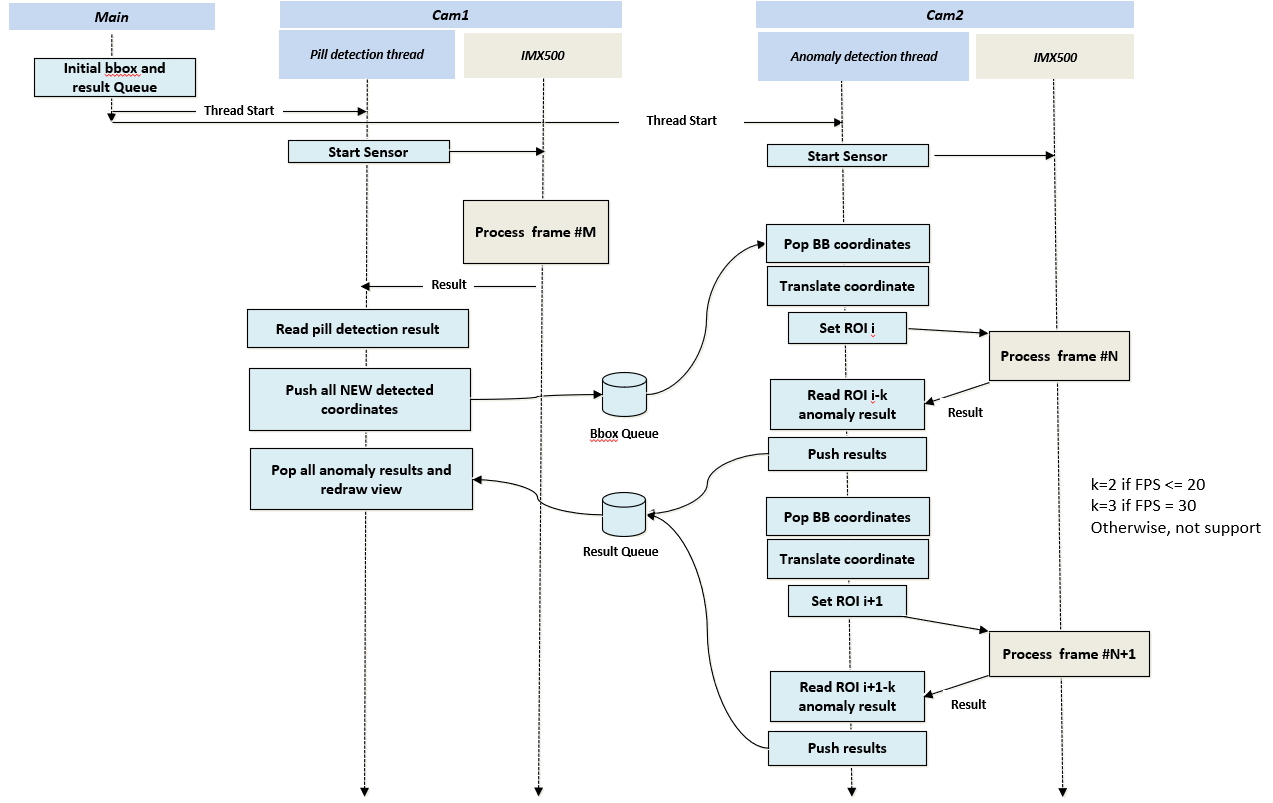 Main
Cam1
Cam2
Pill detection thread
IMX500
Anomaly detection thread
IMX500
Initial bbox and
result Queue
Thread Start
Thread Start
Start Sensor
Start Sensor
Process frame #M
Pop BB coordinates
Result
Translate coordinate
Read pill detection result
Set ROI i
Process frame #N
Push all NEW detected
coordinates
Read ROI i-k
anomaly result
Result
Bbox Queue
Push results
Pop all anomaly results and
redraw view
k=2 if FPS <= 20
k=3 if FPS = 30
Otherwise, not support
Pop BB coordinates
Result Queue
Translate coordinate
Set ROI i+1
Process frame #N+1
Read ROI i+1-k
anomaly result
Result
Push results